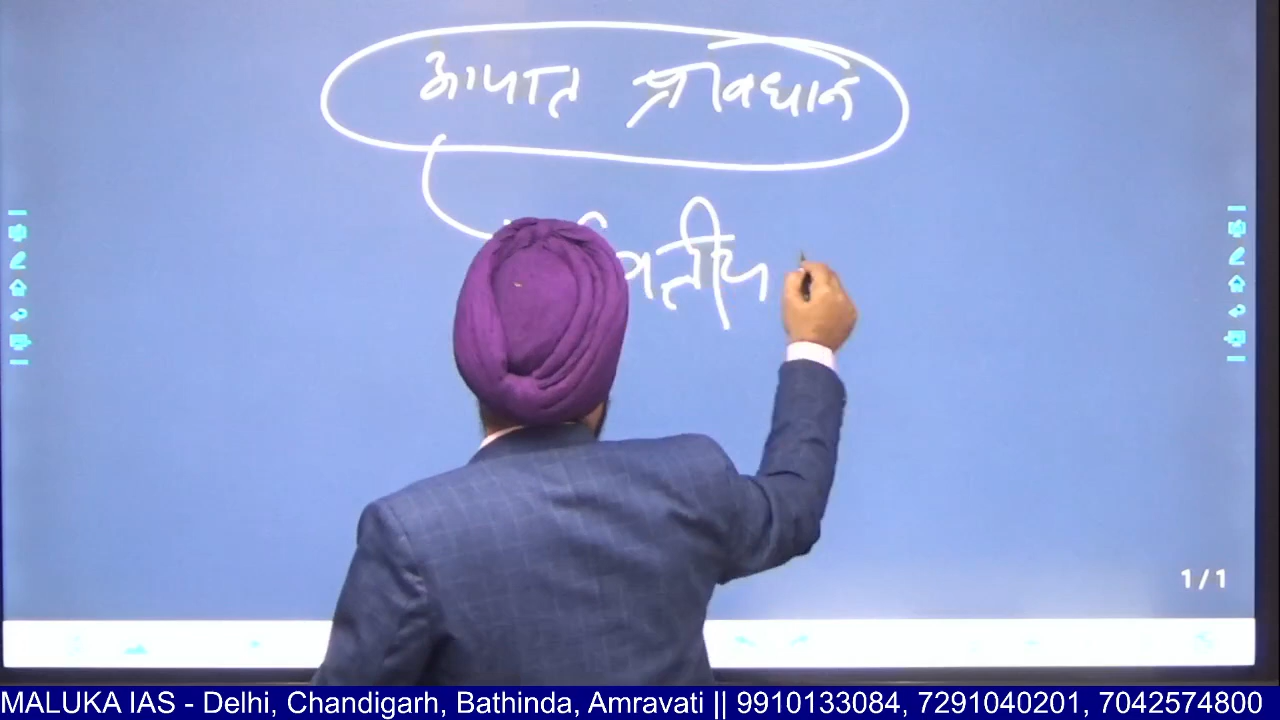 आपात प्रावधान
वित्तीय
1/1
MALUKA IAS - Delhi, Chandigarh, Bathinda, Amravati || 9910133084, 7291040201, 7042574800